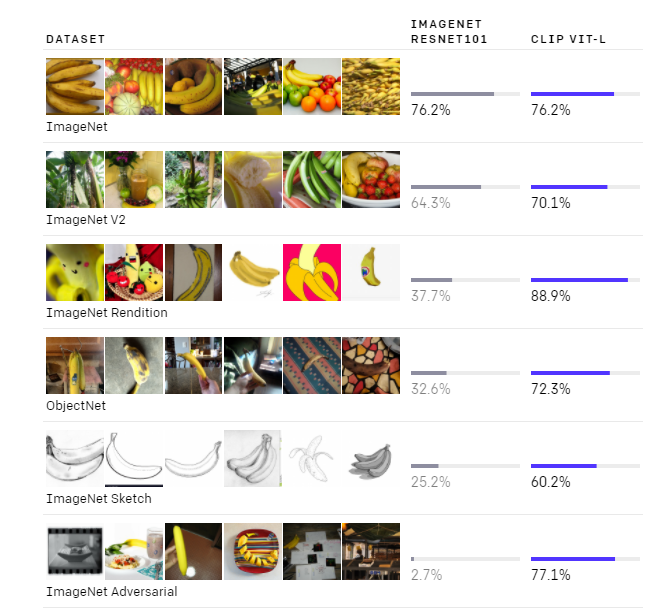 DATASET
IMAGENET RESNET101
CLIP VIT-L
76.2%
76.2%
ImageNet
64.3%
70.1%
ImageNet V2
37.7%
88.9%
ImageNet Rendition
32.6%
72.3%
ObjectNet
25.2%
60.2%
ImageNet Sketch
2.7%
77.1%
ImageNet Adversarial